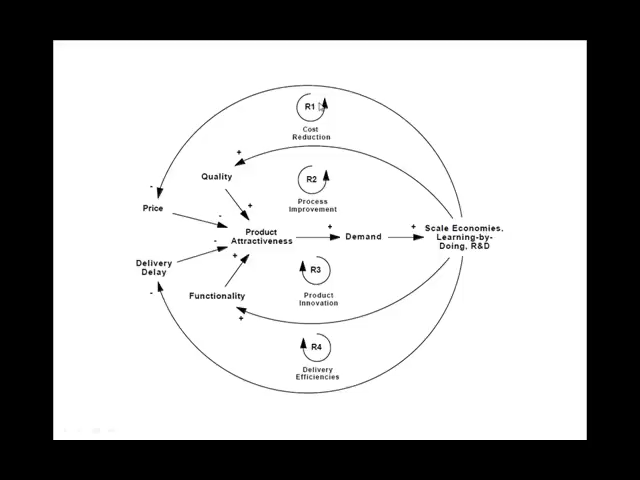 R1
Cost
Reduction
+
Quality
R2
Process
Improvement
-
Price
+
-
Product
Attractiveness
+
Demand
+
Scale Economies,
Learning-by-
Doing, R&D
-
Delivery
Delay
+
-
R3
Product
Innovation
Functionality
+
R4
Delivery
Efficiencies